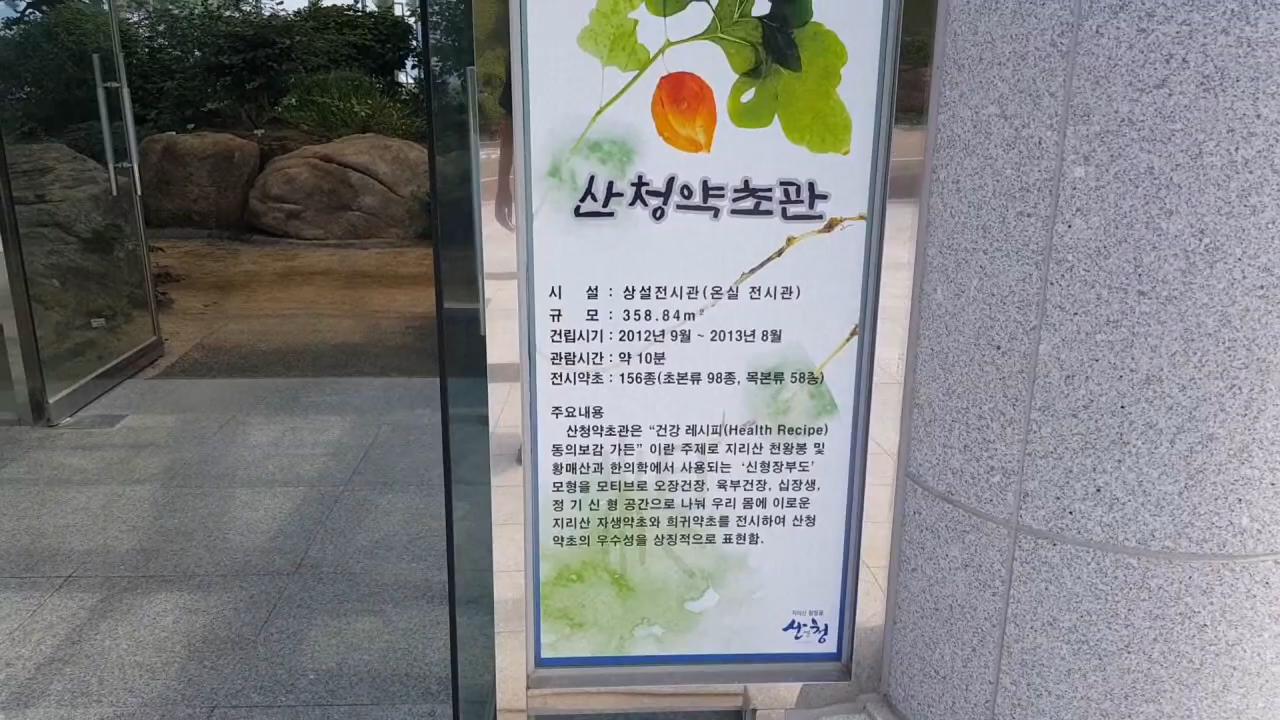 산청약초관
시 설 : 상설전시관(온실 전시관)
규 모 : 358.84m²
건립시기 : 2012년 9월 ~ 2013년 8월
관람시간 : 약 10분
전시약초 : 156종(초본류 98종, 목본류 58종)
주요내용
산청약초관은 “건강 레시피(Health Recipe)
동의보감 가든” 이란 주제로 지리산 천왕봉 및
황매산과 한의학에서 사용되는 ‘신형장부도’
모형을 모티브로 오장건장, 육부건장, 십장생,
정 기 신 형 공간으로 나눠 우리 몸에 이로운
지리산 자생약초와 희귀약초를 전시하여 산청
약초의 우수성을 상징적으로 표현함.
산청